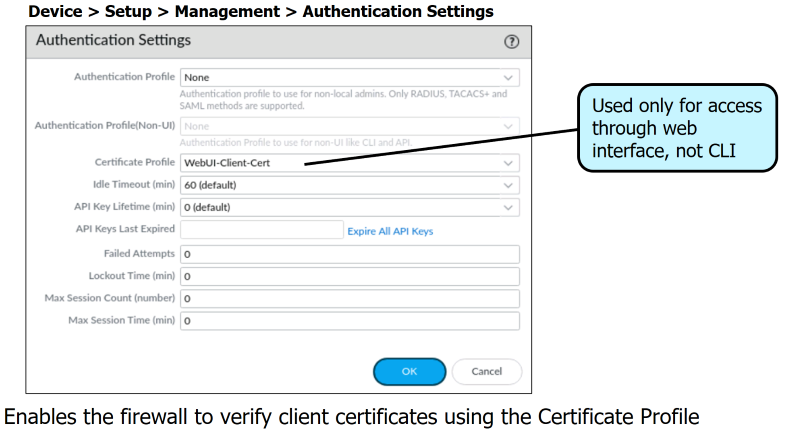 Device > Setup > Management > Authentication Settings
Authentication Settings
?
Authentication Profile None
Authentication profile to use for non-local admins. Only RADIUS, TACACS+ and
SAML methods are supported.
Authentication Profile(Non-UI) None
Authentication Profile to use for non-UI like CLI and API.
Certificate Profile WebUI-Client-Cert
Idle Timeout (min) 60 (default)
API Key Lifetime (min) 0 (default)
API Keys Last Expired Expire All API Keys
Failed Attempts 0
Lockout Time (min) 0
Max Session Count (number) 0
Max Session Time (min) 0
OK Cancel
Used only for access
through web
interface, not CLI
Enables the firewall to verify client certificates using the Certificate Profile